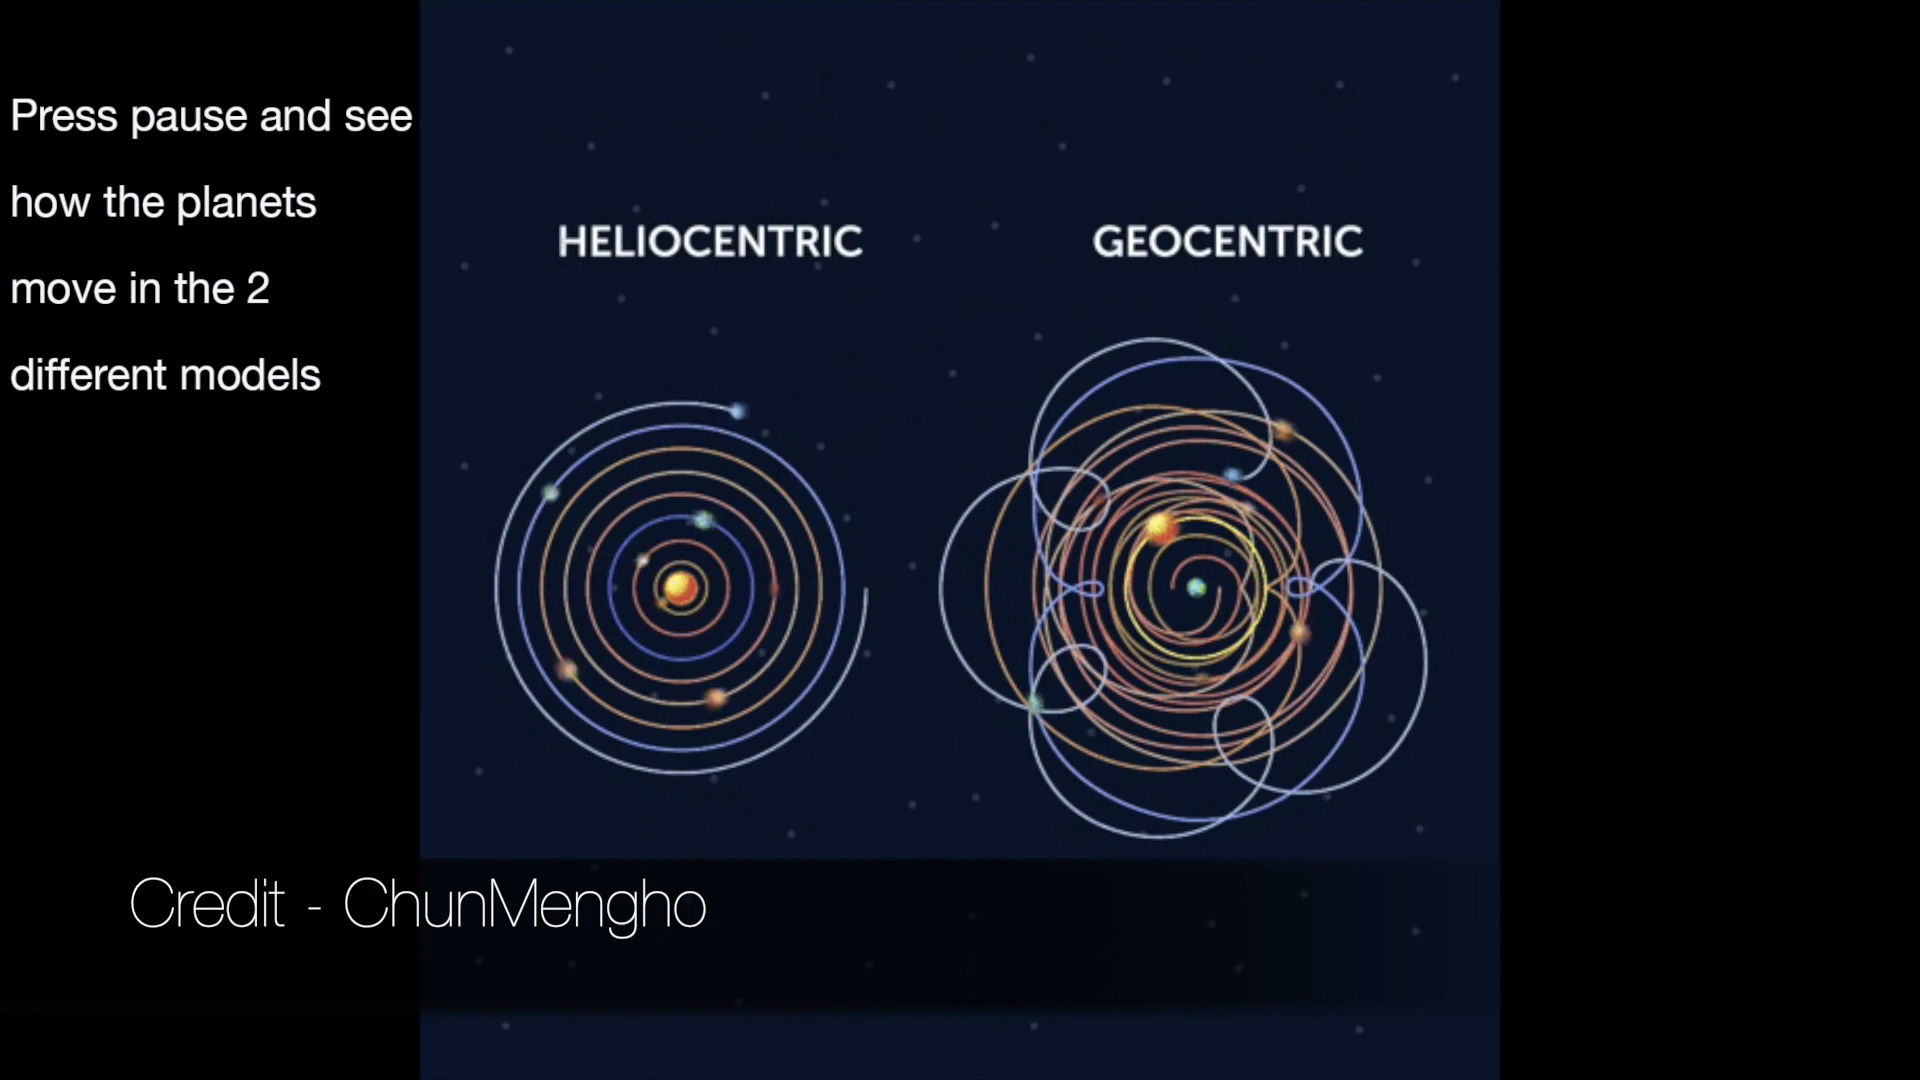 Press pause and see
how the planets
move in the 2
different models
HELIOCENTRIC
GEOCENTRIC
Credit - ChunMengho